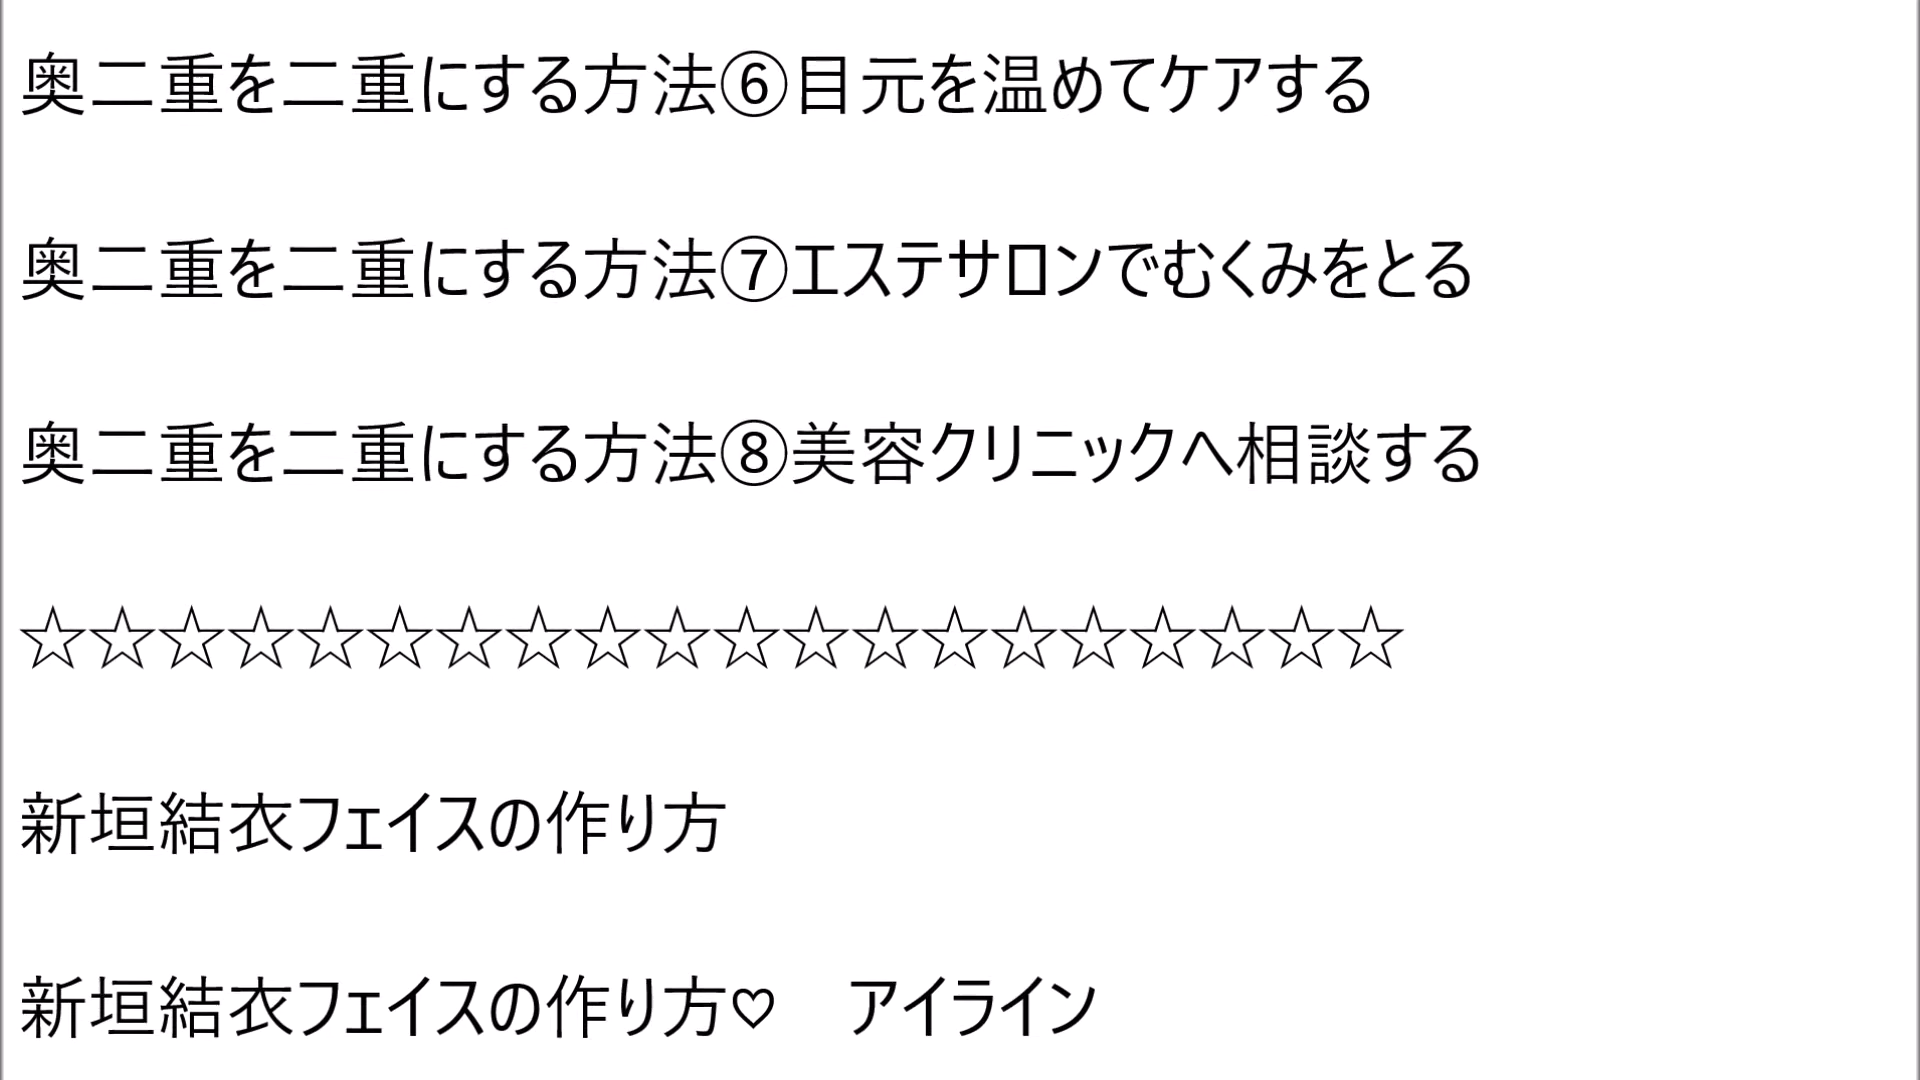 奥二重を二重にする方法⑥目元を温めてケアする
奥二重を二重にする方法⑦エステサロンでむくみをとる
奥二重を二重にする方法⑧美容クリニックへ相談する
☆☆☆☆☆☆☆☆☆☆☆☆☆☆☆☆☆☆☆☆
新垣結衣フェイスの作り方
新垣結衣フェイスの作り方♡　アイライン